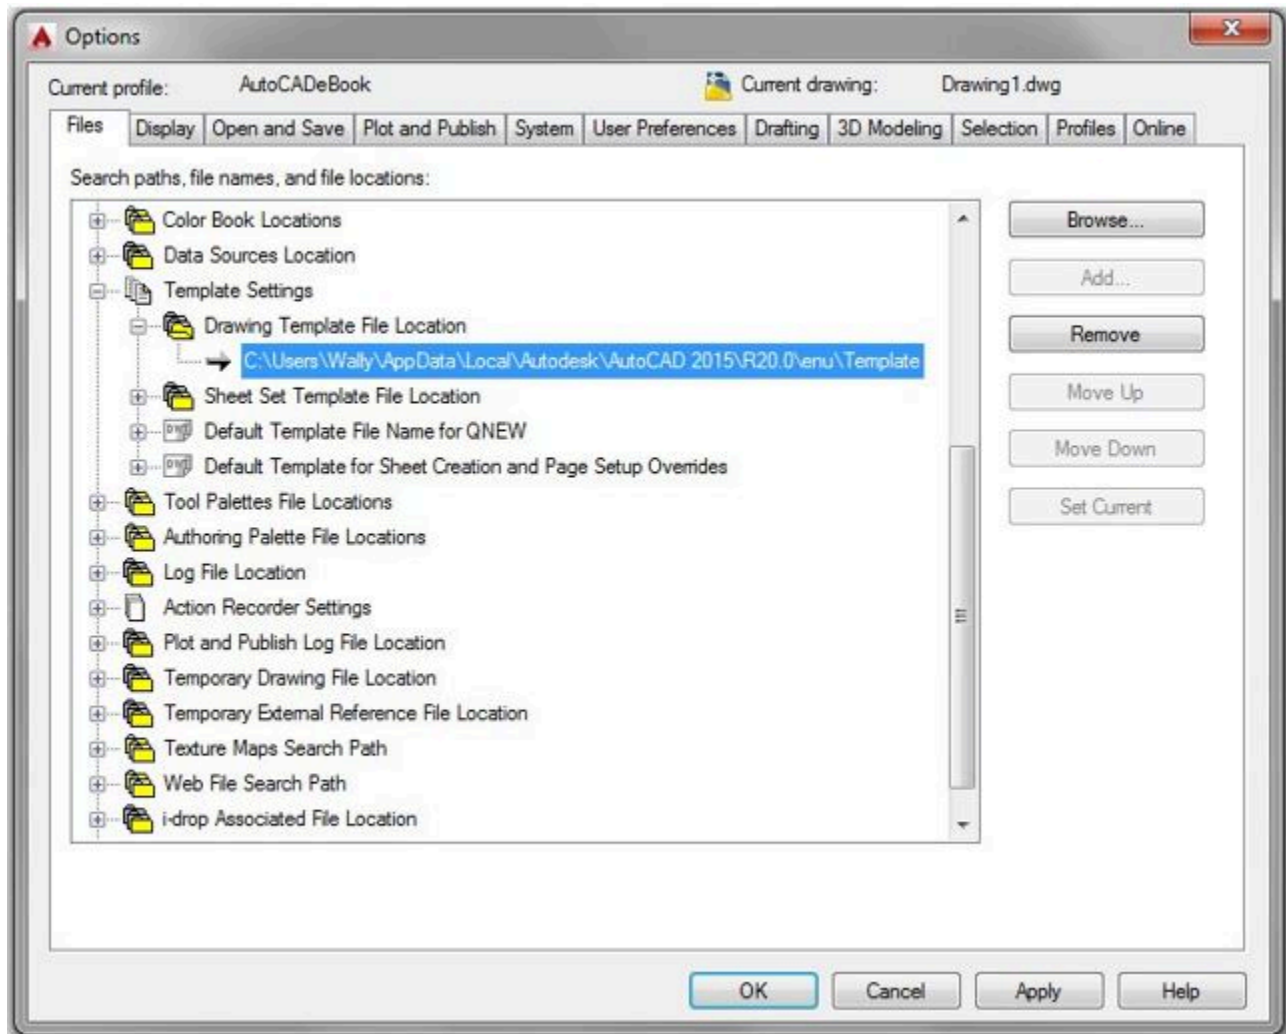 Options
Current profile: AutoCADeBook Current drawing: Drawing1.dwg
Files Display Open and Save Plot and Publish System User Preferences Drafting 3D Modeling Selection Profiles Online
Search paths, file names, and file locations:
Color Book Locations
Data Sources Location
Template Settings
Drawing Template File Location
C:\Users\Wally\AppData\Local\Autodesk\AutoCAD 2015\R20.0\enu\Template
Sheet Set Template File Location
Default Template File Name for QNEW
Default Template for Sheet Creation and Page Setup Overrides
Tool Palettes File Locations
Authoring Palette File Locations
Log File Location
Action Recorder Settings
Plot and Publish Log File Location
Temporary Drawing File Location
Temporary External Reference File Location
Texture Maps Search Path
Web File Search Path
i-drop Associated File Location
Browse...
Add...
Remove
Move Up
Move Down
Set Current
OK Cancel Apply Help